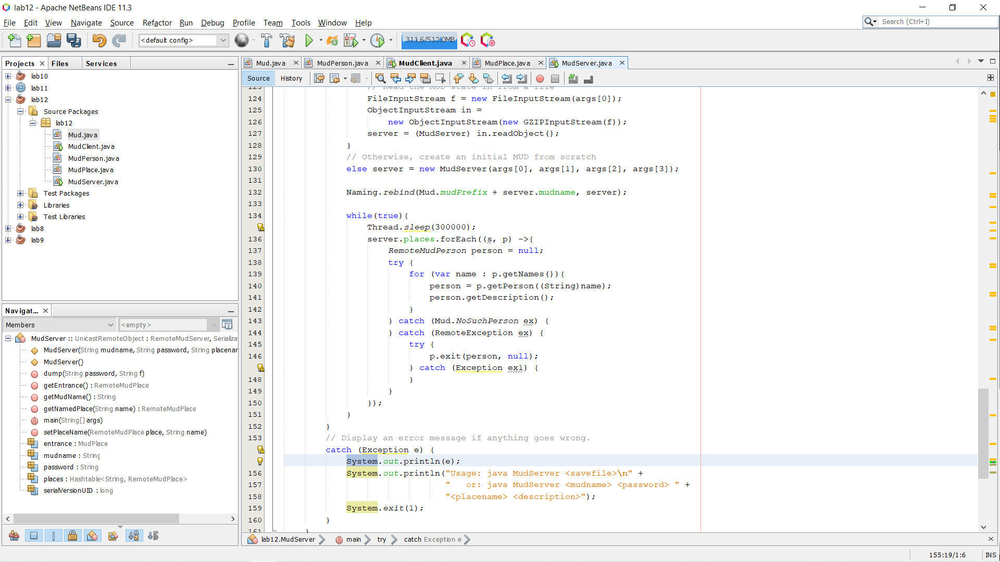 lab12 - Apache NetBeans IDE 11.3
File Edit View Navigate Source Refactor Run Debug Profile Team Tools Window Help
Search (Ctrl+I)
<default config>
311,6/512,0MB
Projects Files Services
lab10
lab11
lab12
Source Packages
lab12
Mud.java
MudClient.java
MudPerson.java
MudPlace.java
MudServer.java
Test Packages
Libraries
Test Libraries
lab8
lab9
Navigat...
Members
<empty>
MudServer :: UnicastRemoteObject : RemoteMudServer, Serializa
MudServer(String mudname, String password, String placenam
MudServer()
dump(String password, String f)
getEntrance() : RemoteMudPlace
getMudName() : String
getNamedPlace(String name) : RemoteMudPlace
main(String[] args)
setPlaceName(RemoteMudPlace place, String name)
entrance : MudPlace
mudname : String
password : String
places : Hashtable<String, RemoteMudPlace>
serialVersionUID : long
Mud.java MudPerson.java MudClient.java MudPlace.java MudServer.java
Source History
123 // Read the MUD state in from a file
124 FileInputStream f = new FileInputStream(args[0]);
125 ObjectInputStream in =
126 new ObjectInputStream(new GZIPInputStream(f));
127 server = (MudServer) in.readObject();
128 }
129 // Otherwise, create an initial MUD from scratch
130 else server = new MudServer(args[0], args[1], args[2], args[3]);
131
132 Naming.rebind(Mud.mudPrefix + server.mudname, server);
133
134 while(true){
Thread.sleep(300000);
136 server.places.forEach((s, p) ->{
137 RemoteMudPerson person = null;
138 try {
139 for (var name : p.getNames()){
140 person = p.getPerson((String)name);
141 person.getDescription();
142 }
143 } catch (Mud.NoSuchPerson ex) {
144 } catch (RemoteException ex) {
145 try {
146 p.exit(person, null);
} catch (Exception ex1) {
148 }
149 }
150 });
151 }
152 }
153 // Display an error message if anything goes wrong.
catch (Exception e) {
System.out.println(e);
156 System.out.println("Usage: java MudServer <savefile>\n" +
157 "   or: java MudServer <mudname> <password> " +
158 "<placename> <description>");
159 System.exit(1);
160 }
161 }
lab12.MudServer main try catch Exception e
155:19/1:6 INS